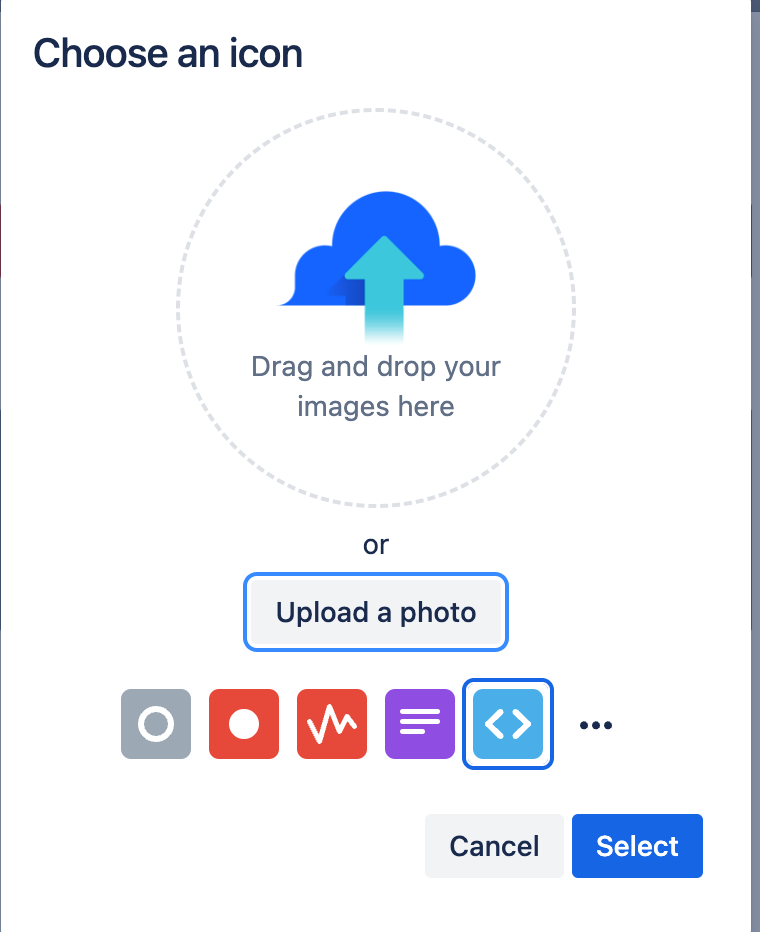 Choose an icon
Drag and drop your
images here
or
Upload a photo
Cancel
Select